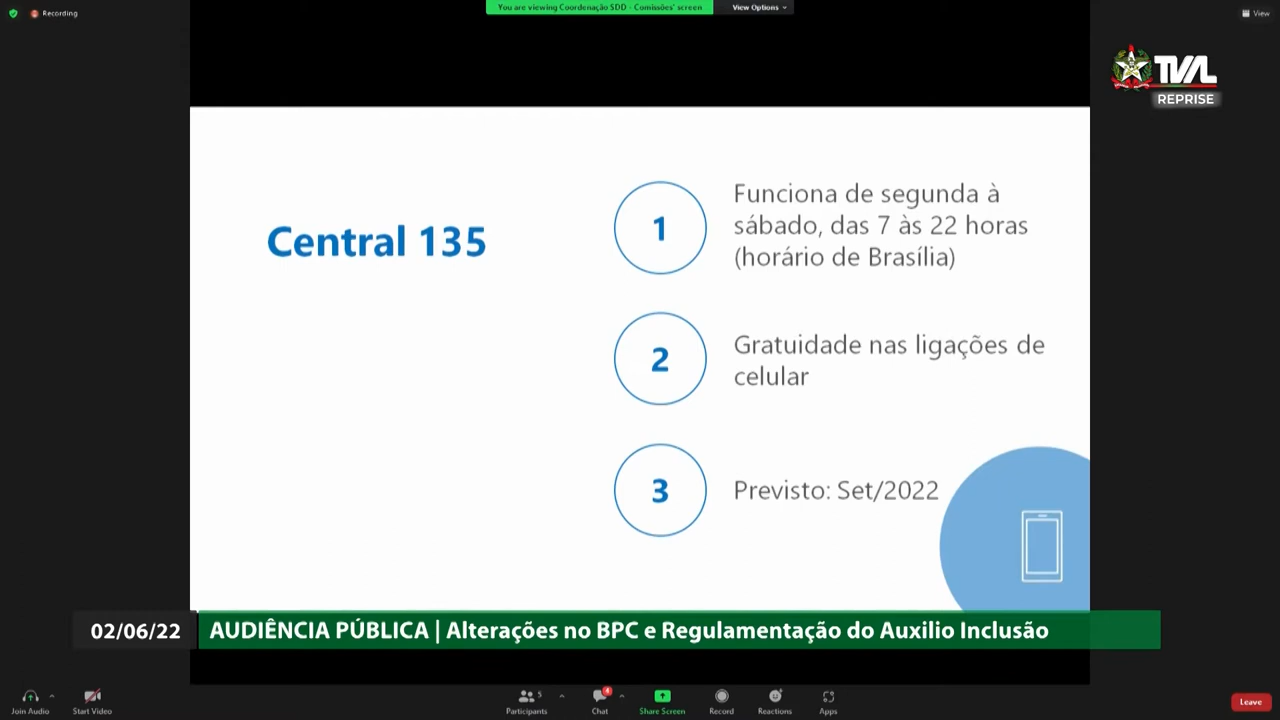 Recording
You are viewing Coordenação SDD - Comissões' screen
View Options
View
TVAL
REPRISE
Central 135
1
Funciona de segunda à
sábado, das 7 às 22 horas
(horário de Brasília)
2
Gratuidade nas ligações de
celular
3
Previsto: Set/2022
02/06/22
AUDIÊNCIA PÚBLICA | Alterações no BPC e Regulamentação do Auxilio Inclusão
Join Audio
Start Video
5
Participants
4
Chat
Share Screen
Record
Reactions
Apps
Leave